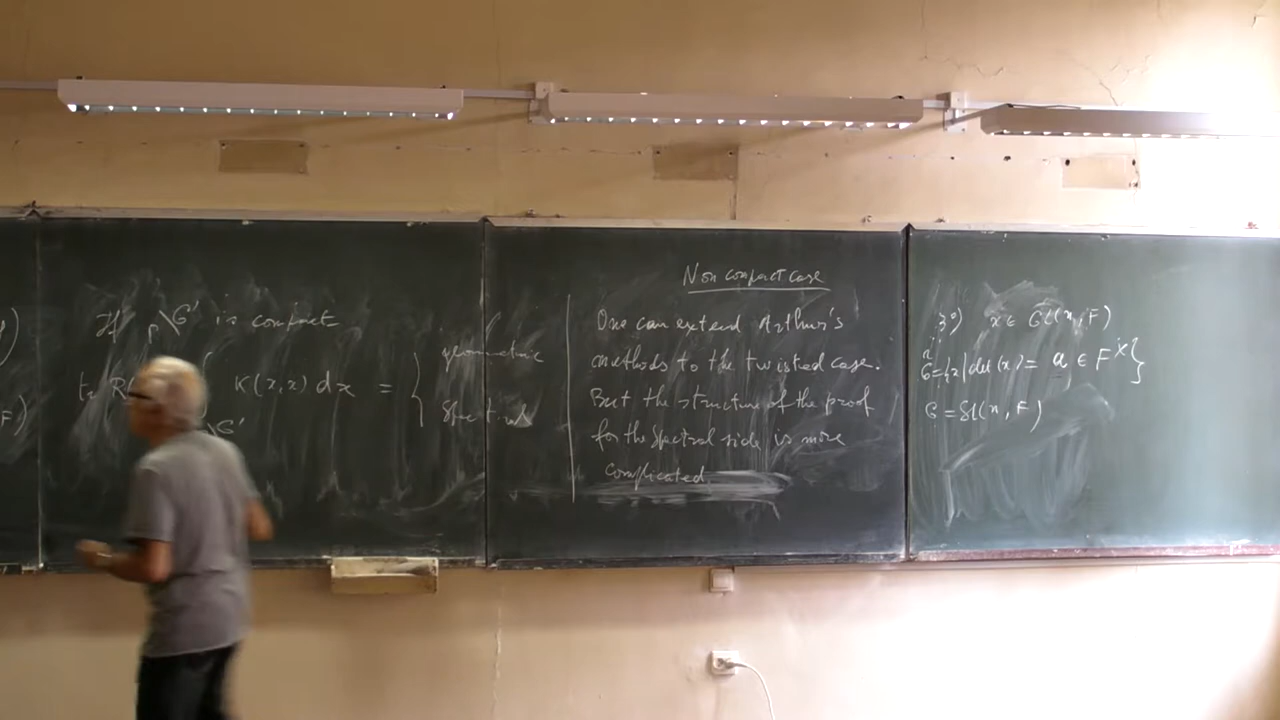 )
F)
If Γ\G' is compact
tr R( K(x,x) dx = {
\G'
geometric
spectral
Non compact case
One can extend Arthur's
methods to the twisted case.
But the structure of the proof
for the spectral side is more
complicated.
3°) x ∈ GL(n,F)
G̃={x|det(x)= a ∈ F^×}
G = SL(n,F)